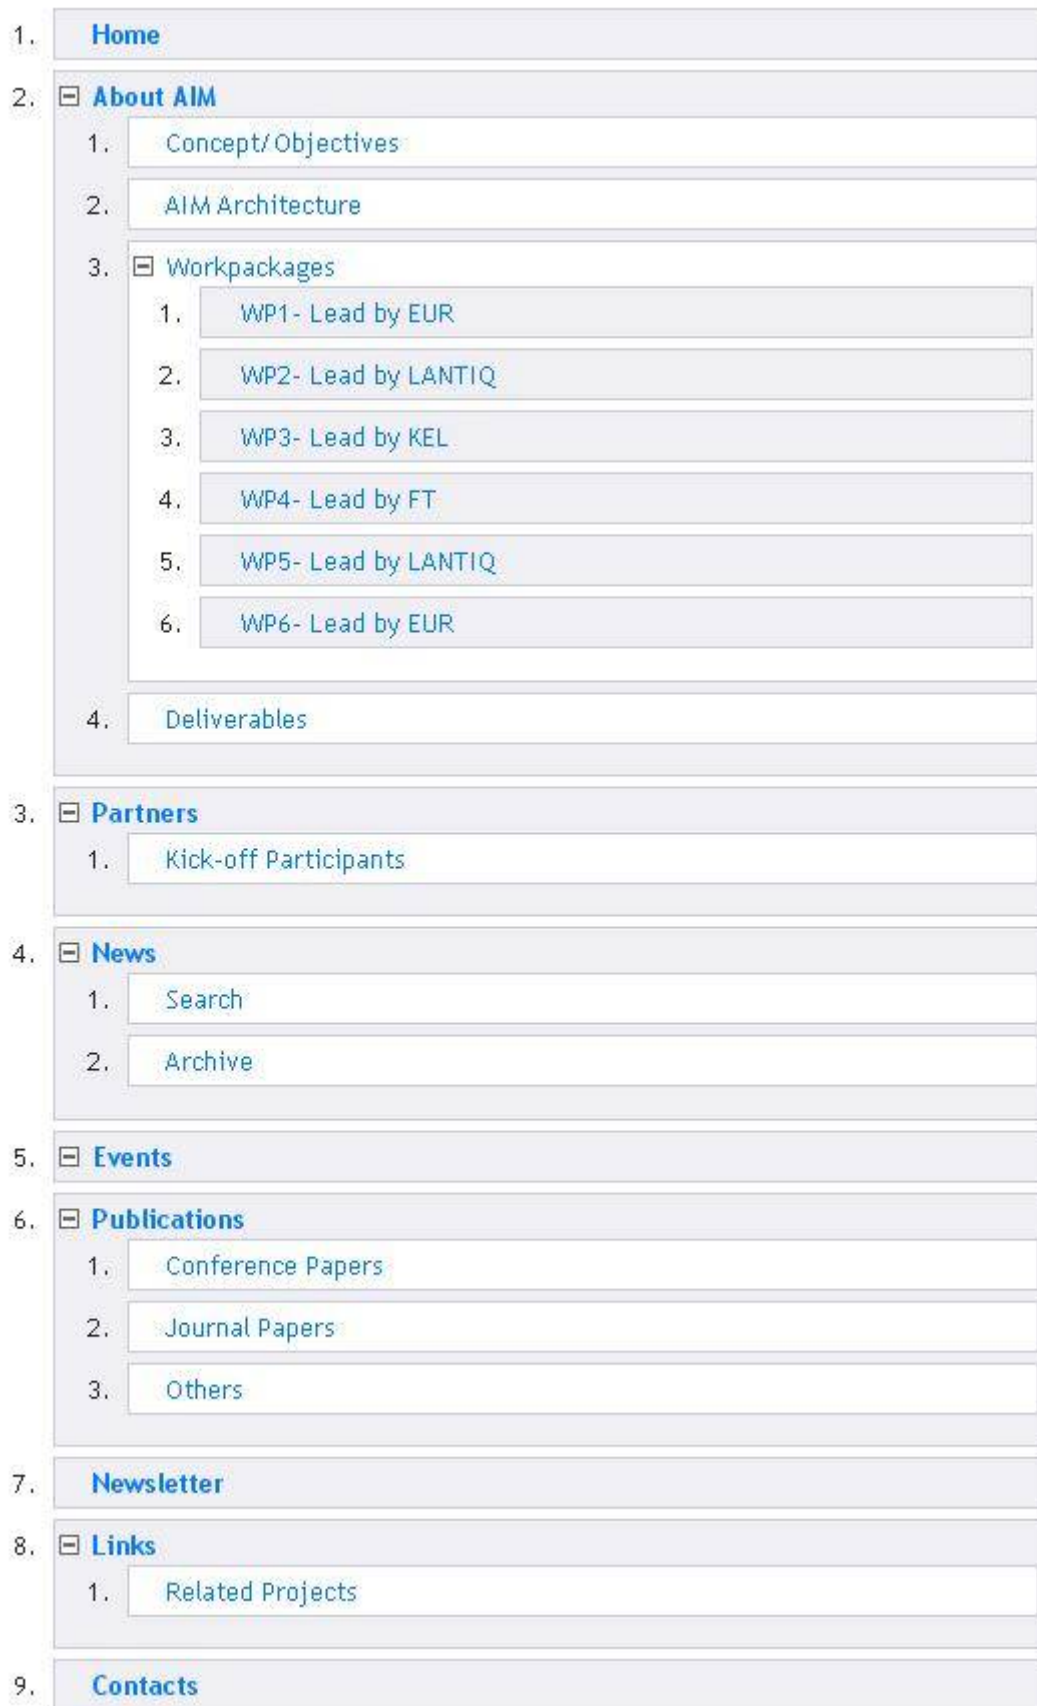 1. Home
2. About AIM
1. Concept/Objectives
2. AIM Architecture
3. Workpackages
1. WP1- Lead by EUR
2. WP2- Lead by LANTIQ
3. WP3- Lead by KEL
4. WP4- Lead by FT
5. WP5- Lead by LANTIQ
6. WP6- Lead by EUR
4. Deliverables
3. Partners
1. Kick-off Participants
4. News
1. Search
2. Archive
5. Events
6. Publications
1. Conference Papers
2. Journal Papers
3. Others
7. Newsletter
8. Links
1. Related Projects
9. Contacts